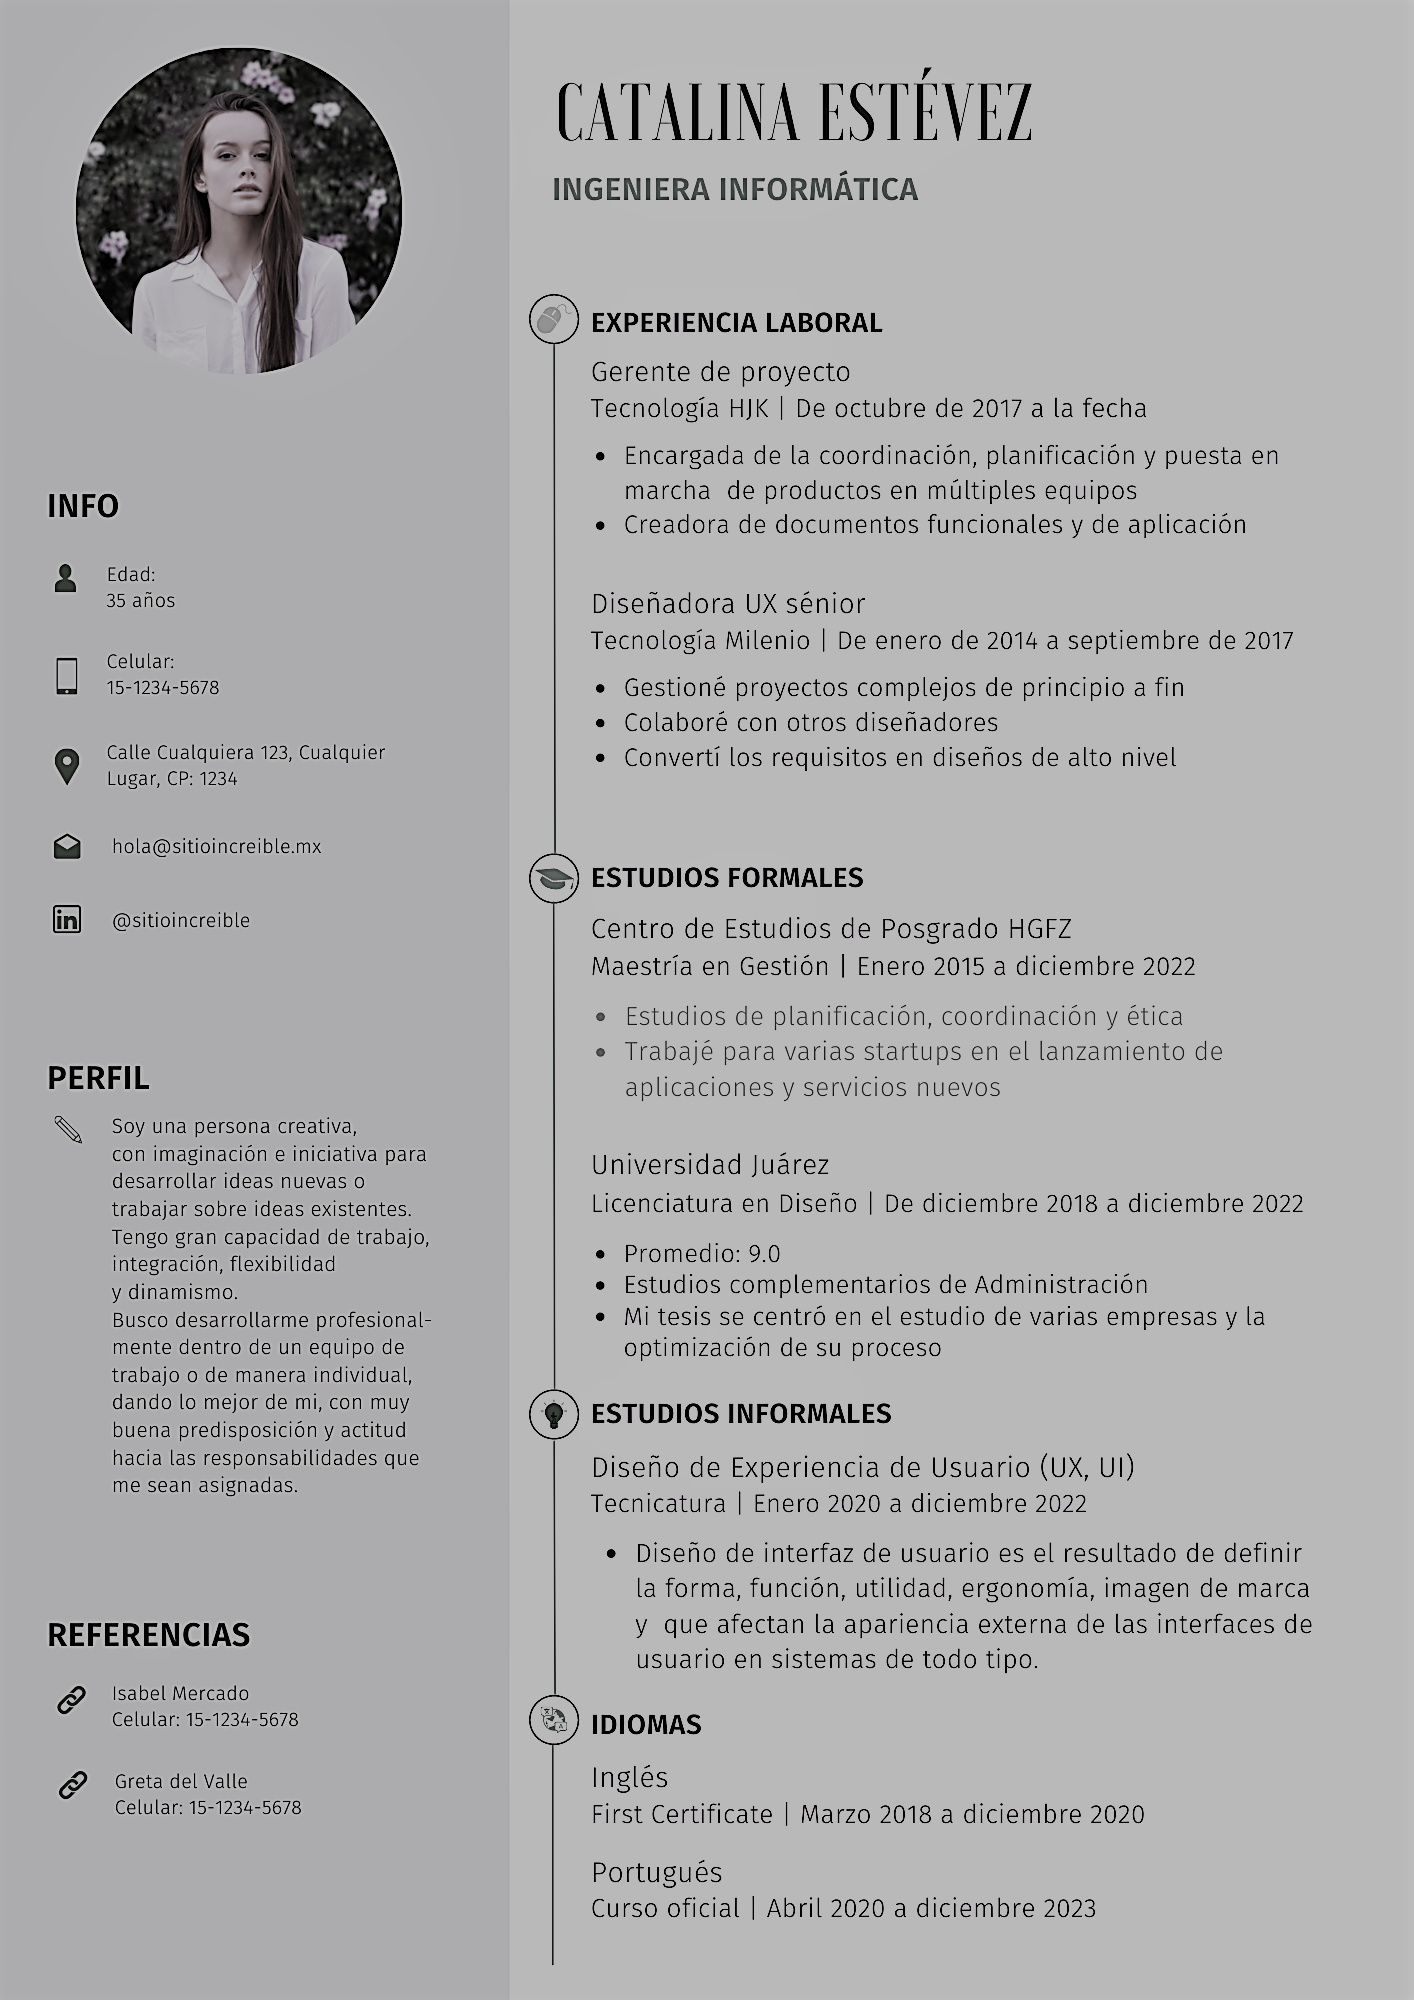 CATALINA ESTÉVEZ
INGENIERA INFORMÁTICA
INFO
Edad:
35 años
Celular:
15-1234-5678
Calle Cualquiera 123, Cualquier
Lugar, CP: 1234
hola@sitioincreible.mx
@sitioincreible
PERFIL
Soy una persona creativa,
con imaginación e iniciativa para
desarrollar ideas nuevas o
trabajar sobre ideas existentes.
Tengo gran capacidad de trabajo,
integración, flexibilidad
y dinamismo.
Busco desarrollarme profesional-
mente dentro de un equipo de
trabajo o de manera individual,
dando lo mejor de mi, con muy
buena predisposición y actitud
hacia las responsabilidades que
me sean asignadas.
REFERENCIAS
Isabel Mercado
Celular: 15-1234-5678
Greta del Valle
Celular: 15-1234-5678
EXPERIENCIA LABORAL
Gerente de proyecto
Tecnología HJK | De octubre de 2017 a la fecha
• Encargada de la coordinación, planificación y puesta en
marcha  de productos en múltiples equipos
• Creadora de documentos funcionales y de aplicación
Diseñadora UX sénior
Tecnología Milenio | De enero de 2014 a septiembre de 2017
• Gestioné proyectos complejos de principio a fin
• Colaboré con otros diseñadores
• Convertí los requisitos en diseños de alto nivel
ESTUDIOS FORMALES
Centro de Estudios de Posgrado HGFZ
Maestría en Gestión | Enero 2015 a diciembre 2022
• Estudios de planificación, coordinación y ética
• Trabajé para varias startups en el lanzamiento de
aplicaciones y servicios nuevos
Universidad Juárez
Licenciatura en Diseño | De diciembre 2018 a diciembre 2022
• Promedio: 9.0
• Estudios complementarios de Administración
• Mi tesis se centró en el estudio de varias empresas y la
optimización de su proceso
ESTUDIOS INFORMALES
Diseño de Experiencia de Usuario (UX, UI)
Tecnicatura | Enero 2020 a diciembre 2022
• Diseño de interfaz de usuario es el resultado de definir
la forma, función, utilidad, ergonomía, imagen de marca
y  que afectan la apariencia externa de las interfaces de
usuario en sistemas de todo tipo.
IDIOMAS
Inglés
First Certificate | Marzo 2018 a diciembre 2020
Portugués
Curso oficial | Abril 2020 a diciembre 2023